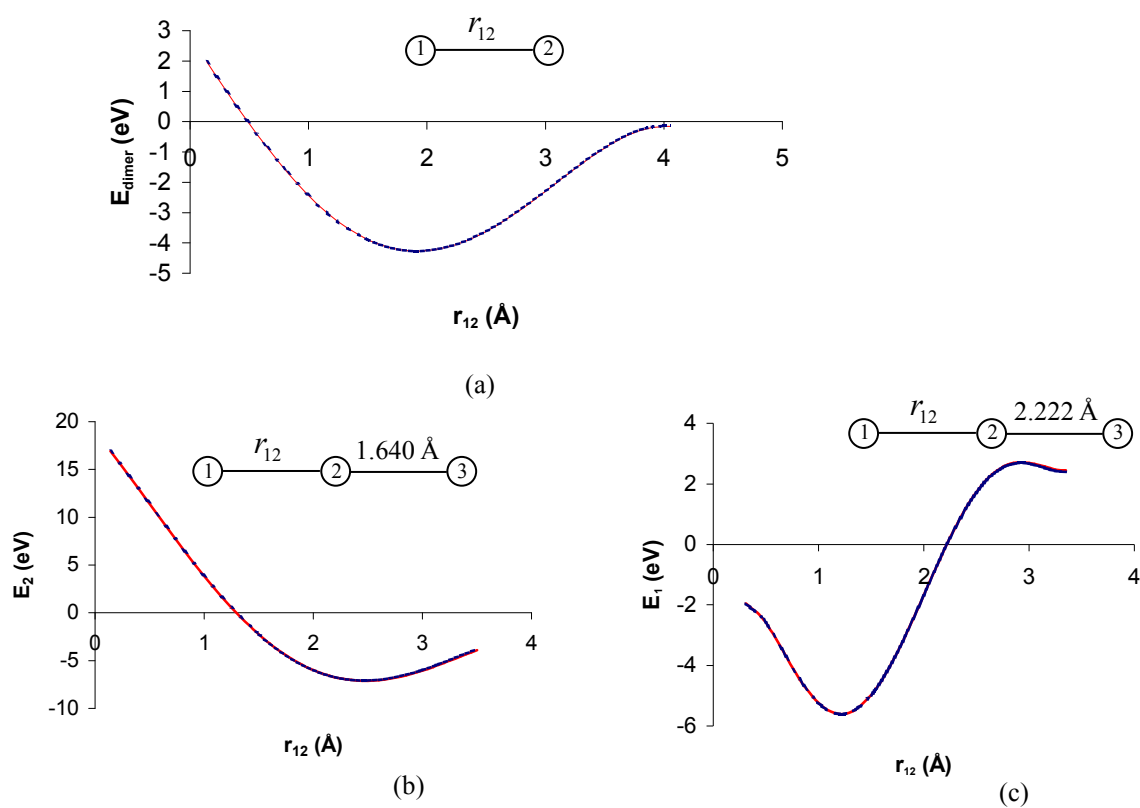 3
2
1
0
-1
-2
-3
-4
-5
0 1 2 3 4 5
E_dimer (eV)
r₁₂
1 2
r₁₂ (Å)
(a)
20
15
10
5
0
-5
-10
0 1 2 3 4
E₂ (eV)
r₁₂ 1.640 Å
1 2 3
r₁₂ (Å)
(b)
4
2
0
-2
-4
-6
0 1 2 3 4
E₁ (eV)
r₁₂ 2.222 Å
1 2 3
r₁₂ (Å)
(c)